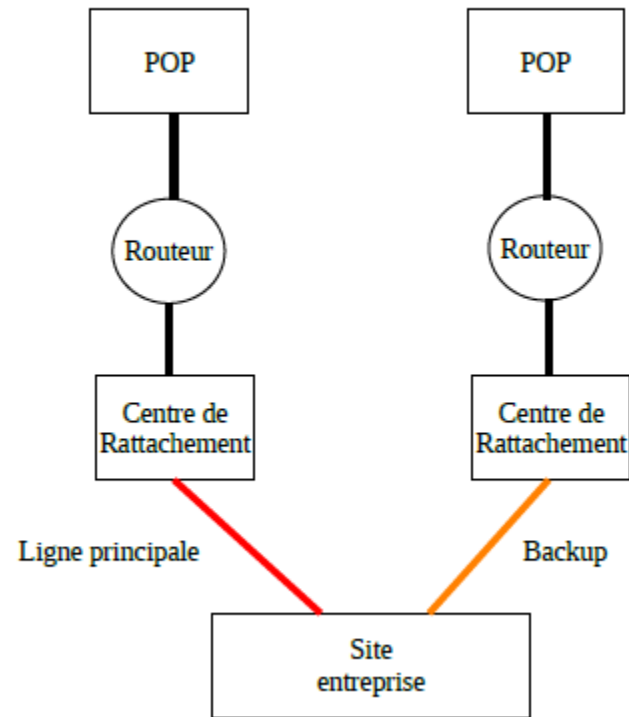 POP
POP
Routeur
Routeur
Centre de
Rattachement
Centre de
Rattachement
Ligne principale
Backup
Site
entreprise